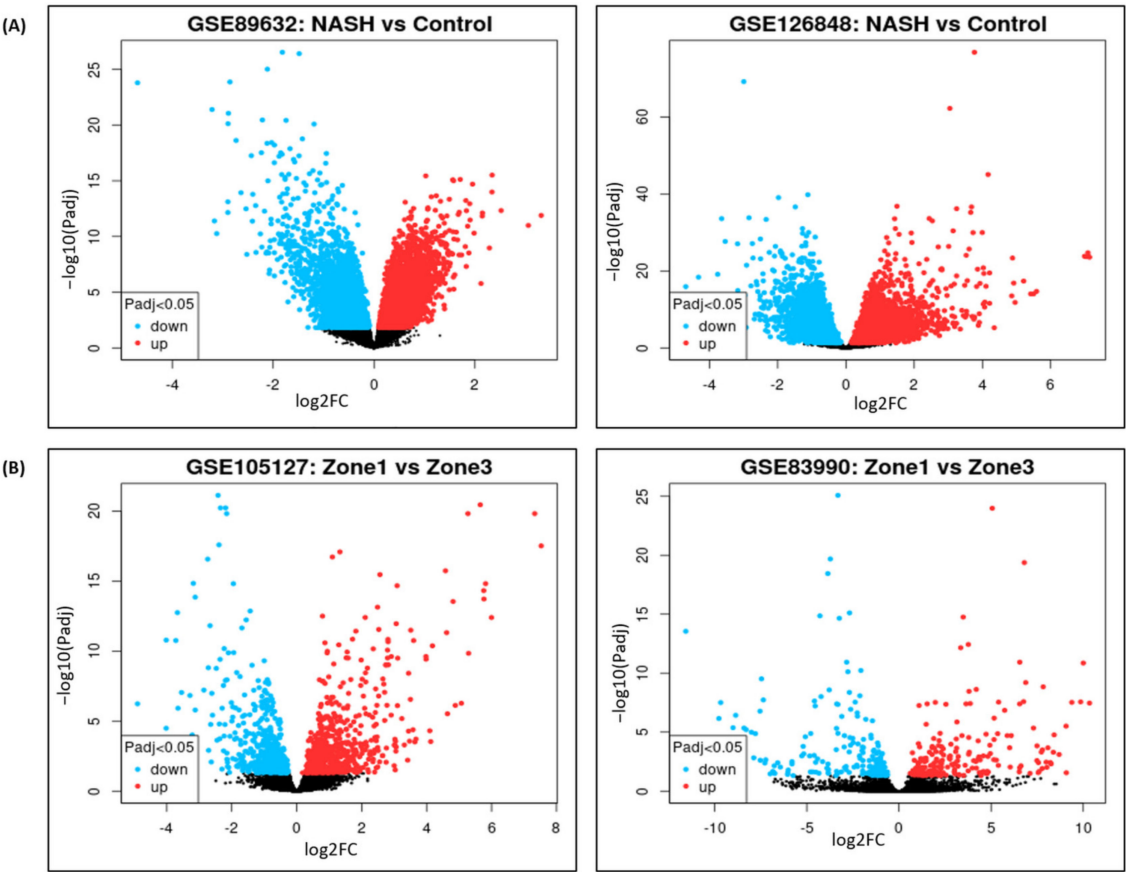 (A)
GSE89632: NASH vs Control
25
20
15
10
5
0
−log10(Padj)
Padj<0.05
down
up
-4
-2
0
2
log2FC
GSE126848: NASH vs Control
60
40
20
0
−log10(Padj)
Padj<0.05
down
up
-4
-2
0
2
4
6
log2FC
(B)
GSE105127: Zone1 vs Zone3
20
15
10
5
0
−log10(Padj)
Padj<0.05
down
up
-4
-2
0
2
4
6
8
log2FC
GSE83990: Zone1 vs Zone3
25
20
15
10
5
0
−log10(Padj)
Padj<0.05
down
up
-10
-5
0
5
10
log2FC